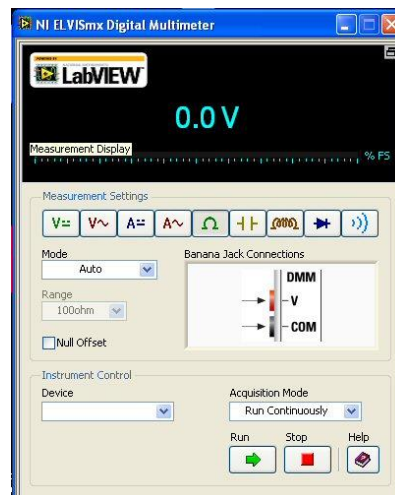 NI ELVISmx Digital Multimeter
LabVIEW
0.0 V
Measurement Display
% FS
Measurement Settings
V= V~ A= A~ Ω
Mode
Banana Jack Connections
Auto
DMM
Range
V
100ohm
COM
Null Offset
Instrument Control
Device
Acquisition Mode
Run Continuously
Run Stop Help